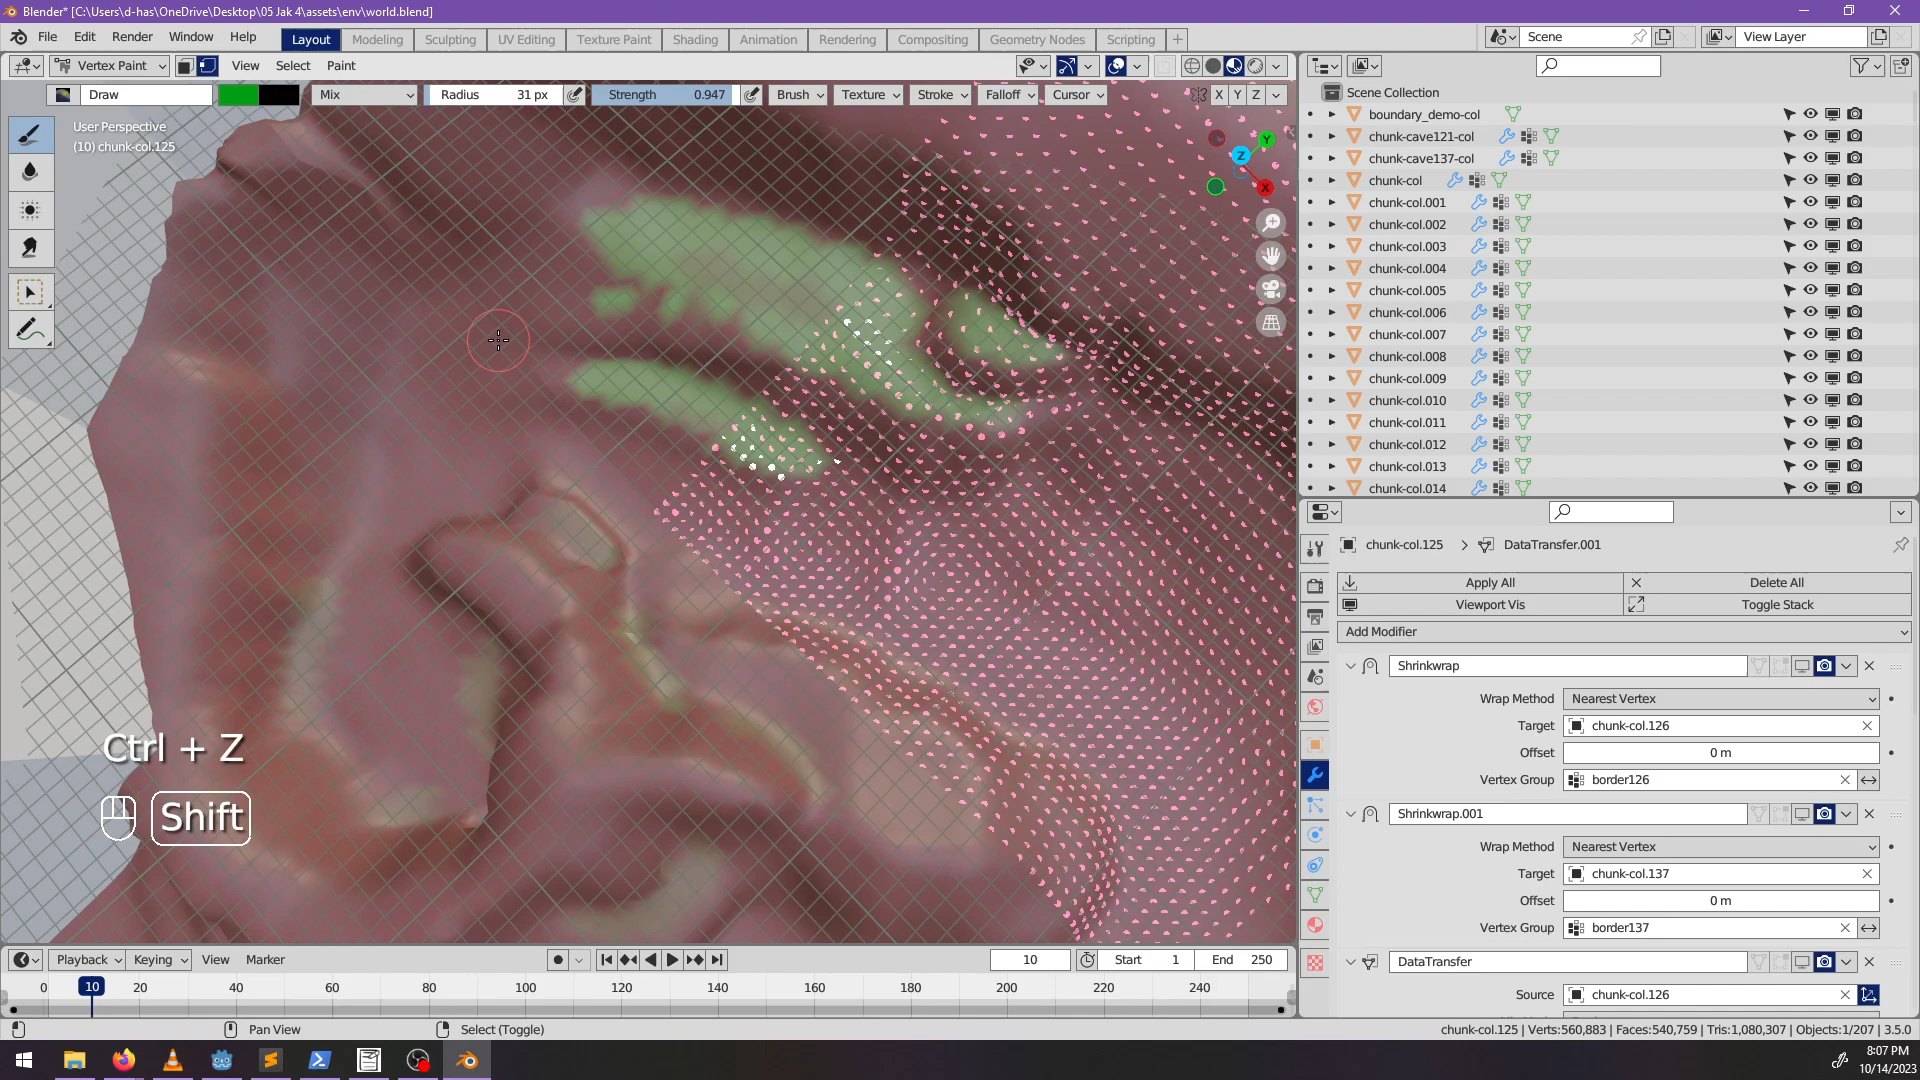 Blender* [C:\Users\d-has\OneDrive\Desktop\05 Jak 4\assets\env\world.blend]
File Edit Render Window Help Layout Modeling Sculpting UV Editing Texture Paint Shading Animation Rendering Compositing Geometry Nodes Scripting + Scene View Layer
Vertex Paint View Select Paint
Draw Mix Radius 31 px Strength 0.947 Brush Texture Stroke Falloff Cursor X Y Z
User Perspective
(10) chunk-col.125
Y
Z
X
Ctrl + Z
Shift
Scene Collection
boundary_demo-col
chunk-cave121-col
chunk-cave137-col
chunk-col
chunk-col.001
chunk-col.002
chunk-col.003
chunk-col.004
chunk-col.005
chunk-col.006
chunk-col.007
chunk-col.008
chunk-col.009
chunk-col.010
chunk-col.011
chunk-col.012
chunk-col.013
chunk-col.014
chunk-col.125 > DataTransfer.001
Apply All Delete All
Viewport Vis Toggle Stack
Add Modifier
Shrinkwrap
Wrap Method Nearest Vertex
Target chunk-col.126
Offset 0 m
Vertex Group border126
Shrinkwrap.001
Wrap Method Nearest Vertex
Target chunk-col.137
Offset 0 m
Vertex Group border137
DataTransfer
Source chunk-col.126
Playback Keying View Marker 10 Start 1 End 250
0 10 20 40 60 80 100 120 140 160 180 200 220 240
Pan View Select (Toggle) chunk-col.125 | Verts:560,883 | Faces:540,759 | Tris:1,080,307 | Objects:1/207 | 3.5.0
8:07 PM
10/14/2023